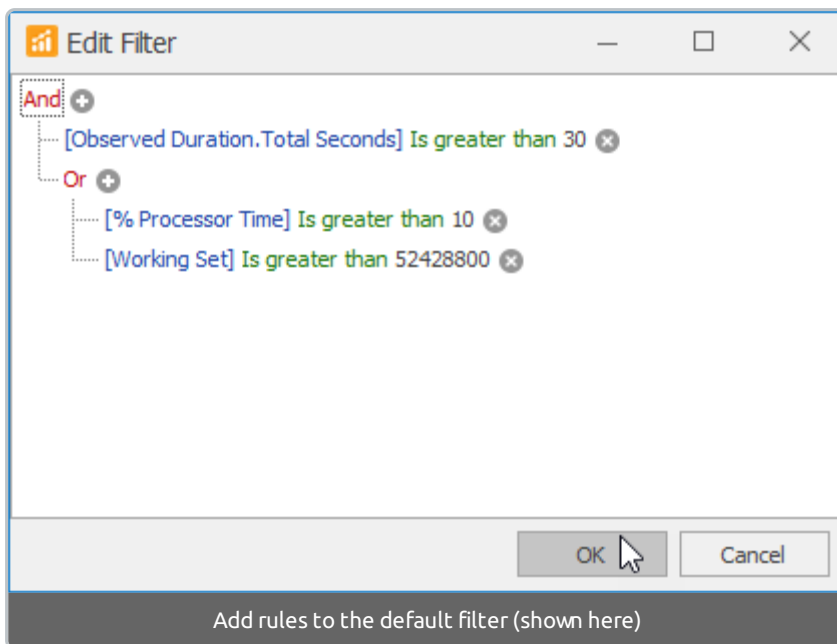 Edit Filter
And
[Observed Duration.Total Seconds] Is greater than 30
Or
[% Processor Time] Is greater than 10
[Working Set] Is greater than 52428800
OK Cancel
Add rules to the default filter (shown here)